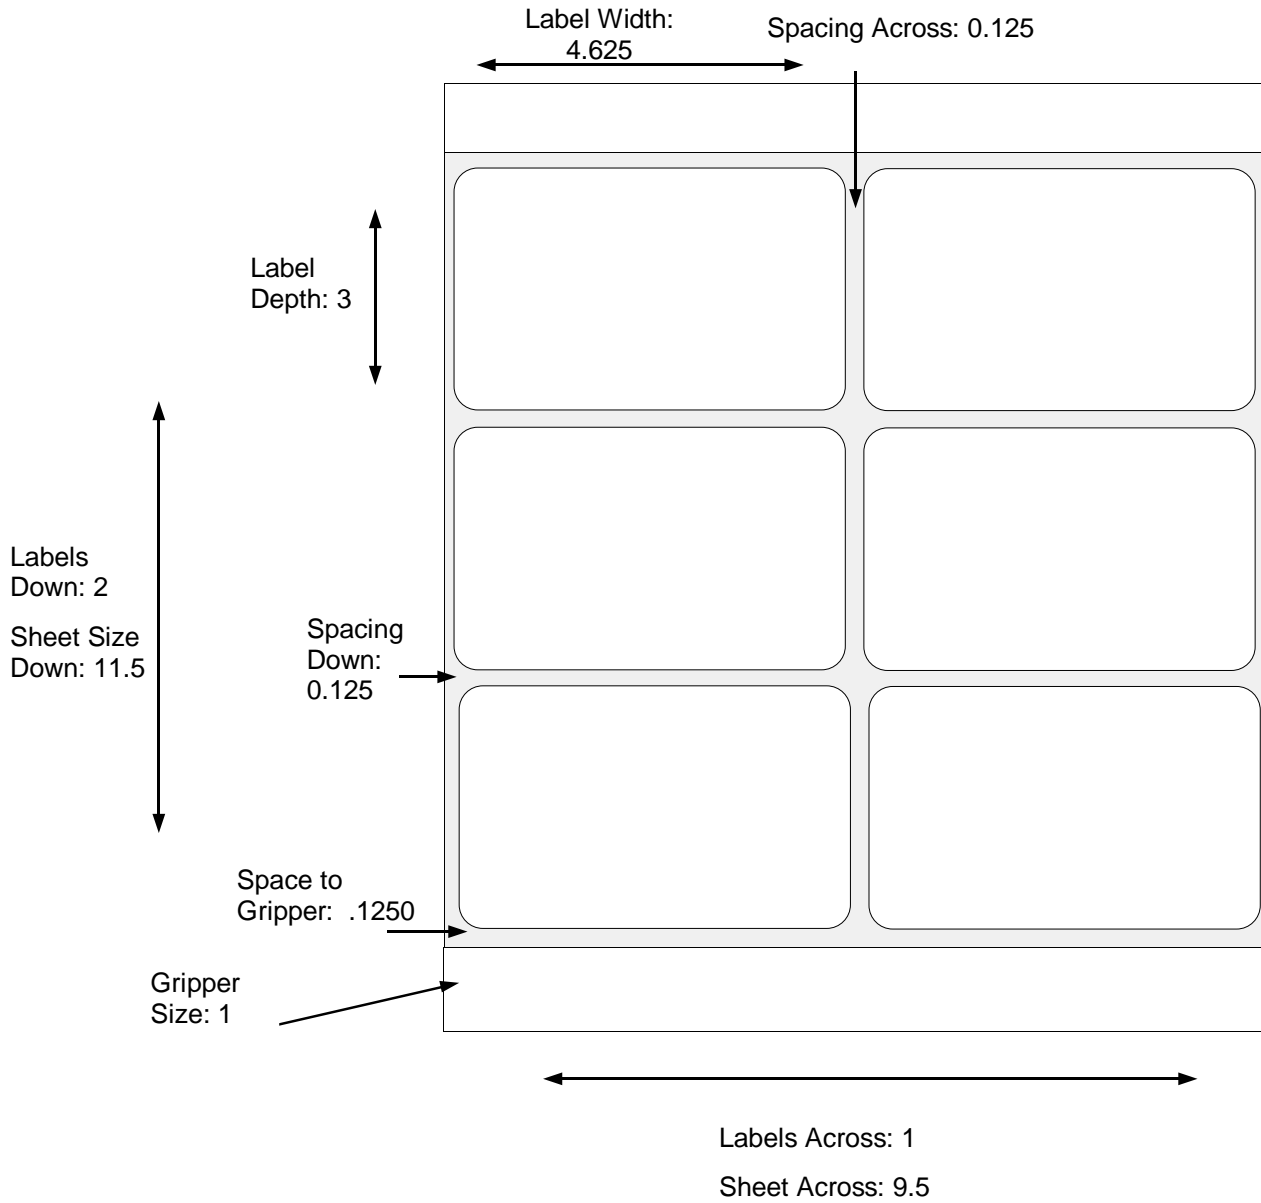 Label Width:
4.625
Spacing Across: 0.125
Label
Depth: 3
Labels
Down: 2
Sheet Size
Down: 11.5
Spacing
Down:
0.125
Space to
Gripper:  .1250
Gripper
Size: 1
Labels Across: 1
Sheet Across: 9.5